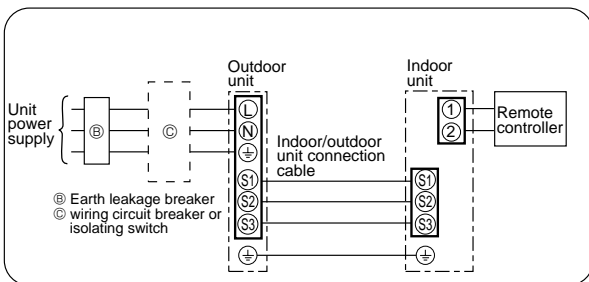 Outdoor
unit
Indoor
unit
Unit
power
supply
Ⓑ
Ⓒ
L
N
S1
S2
S3
Indoor/outdoor
unit connection
cable
1
2
S1
S2
S3
Remote
controller
Ⓑ Earth leakage breaker
Ⓒ wiring circuit breaker or
isolating switch